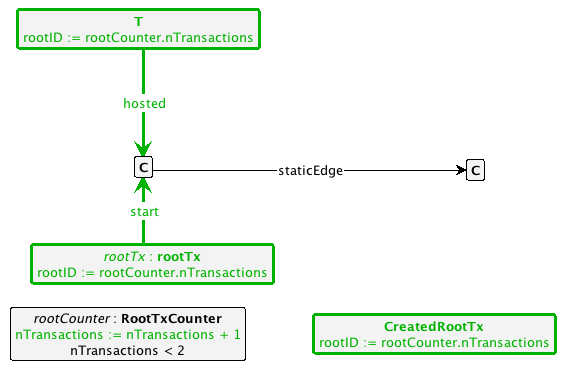 T
rootID := rootCounter.nTransactions
hosted
C
staticEdge
C
start
rootTx : rootTx
rootID := rootCounter.nTransactions
rootCounter : RootTxCounter
nTransactions := nTransactions + 1
nTransactions < 2
CreatedRootTx
rootID := rootCounter.nTransactions